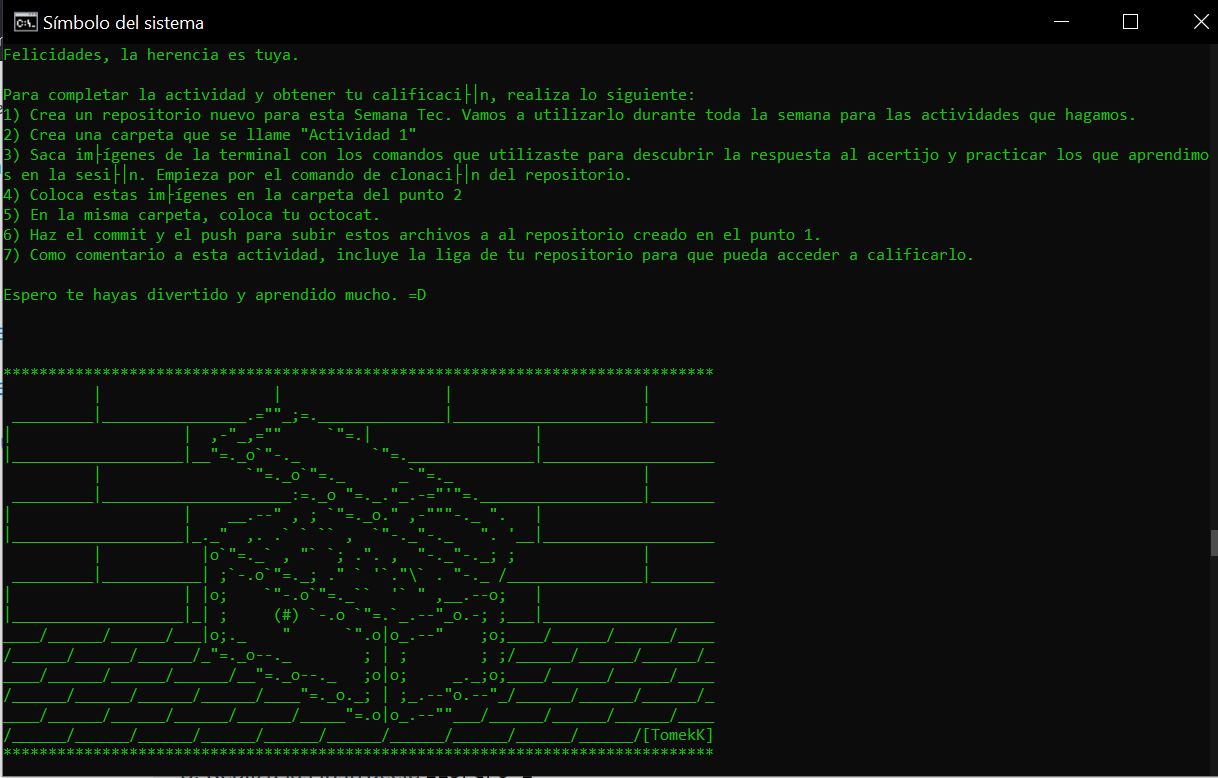 Símbolo del sistema
Felicidades, la herencia es tuya.
Para completar la actividad y obtener tu calificaci├│n, realiza lo siguiente:
1) Crea un repositorio nuevo para esta Semana Tec. Vamos a utilizarlo durante toda la semana para las actividades que hagamos.
2) Crea una carpeta que se llame "Actividad 1"
3) Saca im├ígenes de la terminal con los comandos que utilizaste para descubrir la respuesta al acertijo y practicar los que aprendimo
s en la sesi├│n. Empieza por el comando de clonaci├│n del repositorio.
4) Coloca estas im├ígenes en la carpeta del punto 2
5) En la misma carpeta, coloca tu octocat.
6) Haz el commit y el push para subir estos archivos a al repositorio creado en el punto 1.
7) Como comentario a esta actividad, incluye la liga de tu repositorio para que pueda acceder a calificarlo.
Espero te hayas divertido y aprendido mucho. =D
[TomekK]